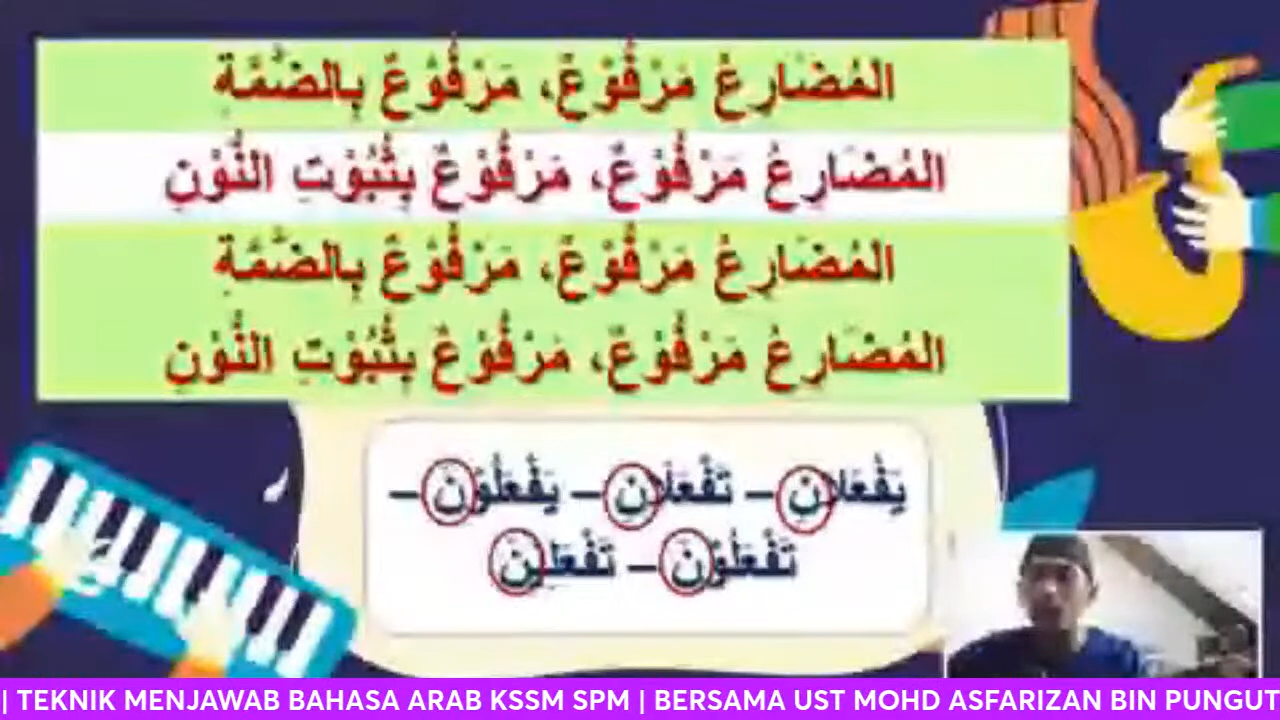 المُضَارِعُ مَرْفُوْعٌ، مَرْفُوْعٌ بِالضَّمَّةِ
المُضَارِعُ مَرْفُوْعٌ، مَرْفُوْعٌ بِثُبُوْتِ النُّوْنِ
المُضَارِعُ مَرْفُوْعٌ، مَرْفُوْعٌ بِالضَّمَّةِ
المُضَارِعُ مَرْفُوْعٌ، مَرْفُوْعٌ بِثُبُوْتِ النُّوْنِ
يَفْعَلَانِ – تَفْعَلَانِ – يَفْعَلُوْنَ –
تَفْعَلُوْنَ – تَفْعَلِيْنَ
| TEKNIK MENJAWAB BAHASA ARAB KSSM SPM | BERSAMA UST MOHD ASFARIZAN BIN PUNGUT